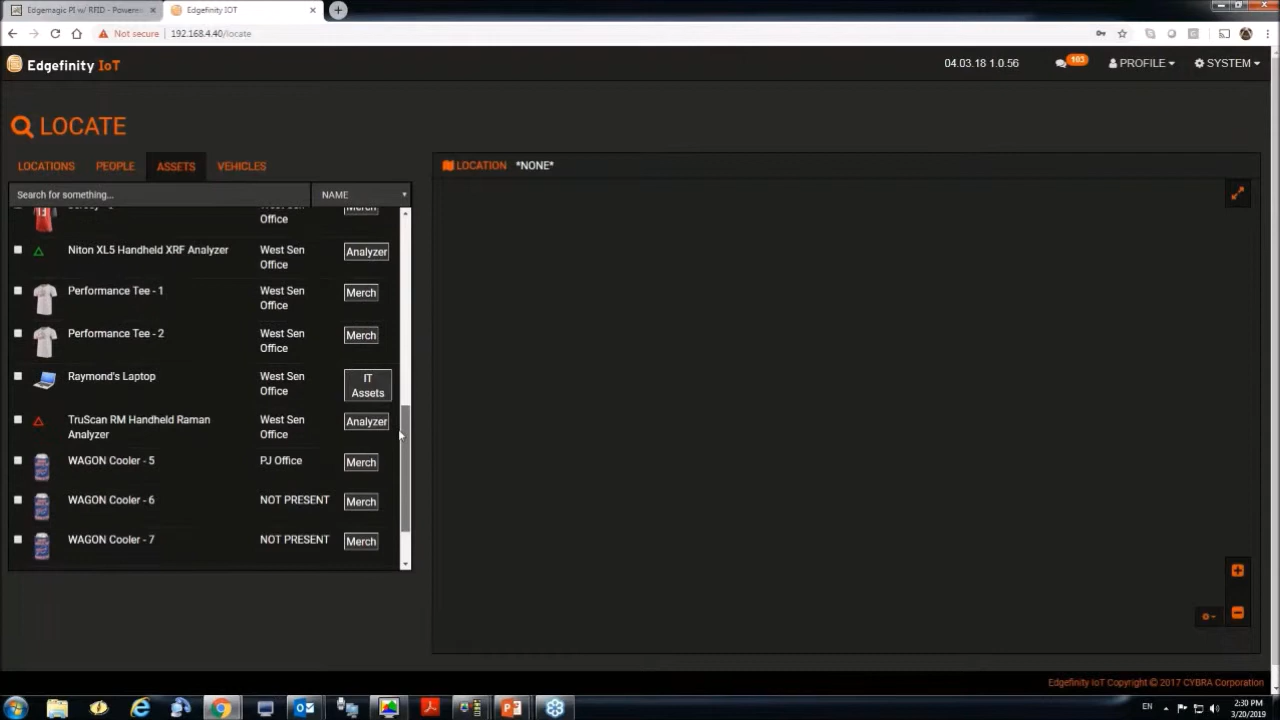 Edgemagic PI w/ RFID - Powere
Edgefinity IOT
Not secure
192.168.4.40/locate
Edgefinity IoT
04.03.18 1.0.56
103
PROFILE
SYSTEM
LOCATE
LOCATIONS
PEOPLE
ASSETS
VEHICLES
LOCATION *NONE*
Search for something...
NAME
Office
Merch
Niton XL5 Handheld XRF Analyzer
West Sen
Office
Analyzer
Performance Tee - 1
West Sen
Office
Merch
Performance Tee - 2
West Sen
Office
Merch
Raymond's Laptop
West Sen
Office
IT
Assets
TruScan RM Handheld Raman
Analyzer
West Sen
Office
Analyzer
WAGON Cooler - 5
PJ Office
Merch
WAGON Cooler - 6
NOT PRESENT
Merch
WAGON Cooler - 7
NOT PRESENT
Merch
Edgefinity IoT Copyright © 2017 CYBRA Corporation
EN
2:30 PM
3/20/2019